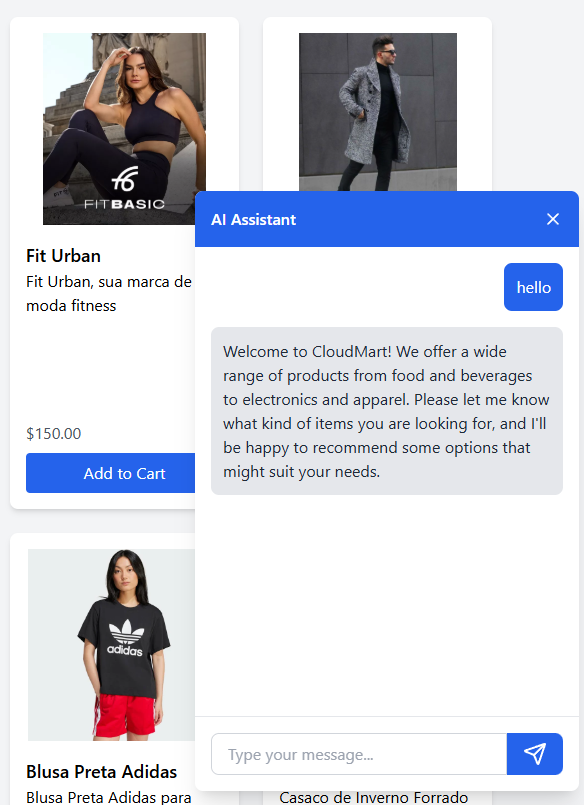 FITBASIC
Fit Urban
Fit Urban, sua marca de
moda fitness
$150.00
Add to Cart
AI Assistant
hello
Welcome to CloudMart! We offer a wide
range of products from food and beverages
to electronics and apparel. Please let me know
what kind of items you are looking for, and I'll
be happy to recommend some options that
might suit your needs.
Type your message...
adidas
Blusa Preta Adidas
Blusa Preta Adidas para
Casaco de Inverno Forrado